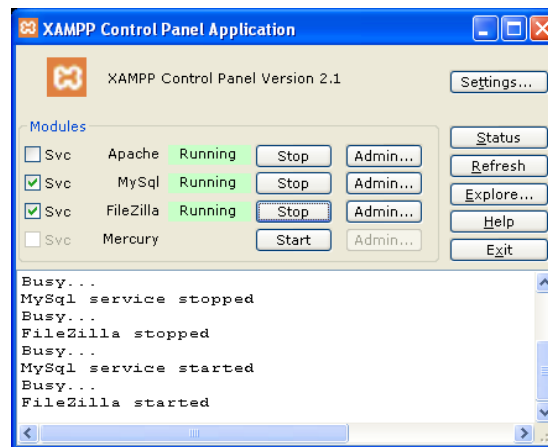 XAMPP Control Panel Application
XAMPP Control Panel Version 2.1
Settings...
Modules
Svc Apache Running Stop Admin...
Svc MySql Running Stop Admin...
Svc FileZilla Running Stop Admin...
Svc Mercury Start Admin...
Status
Refresh
Explore...
Help
Exit
Busy...
MySql service stopped
Busy...
FileZilla stopped
Busy...
MySql service started
Busy...
FileZilla started